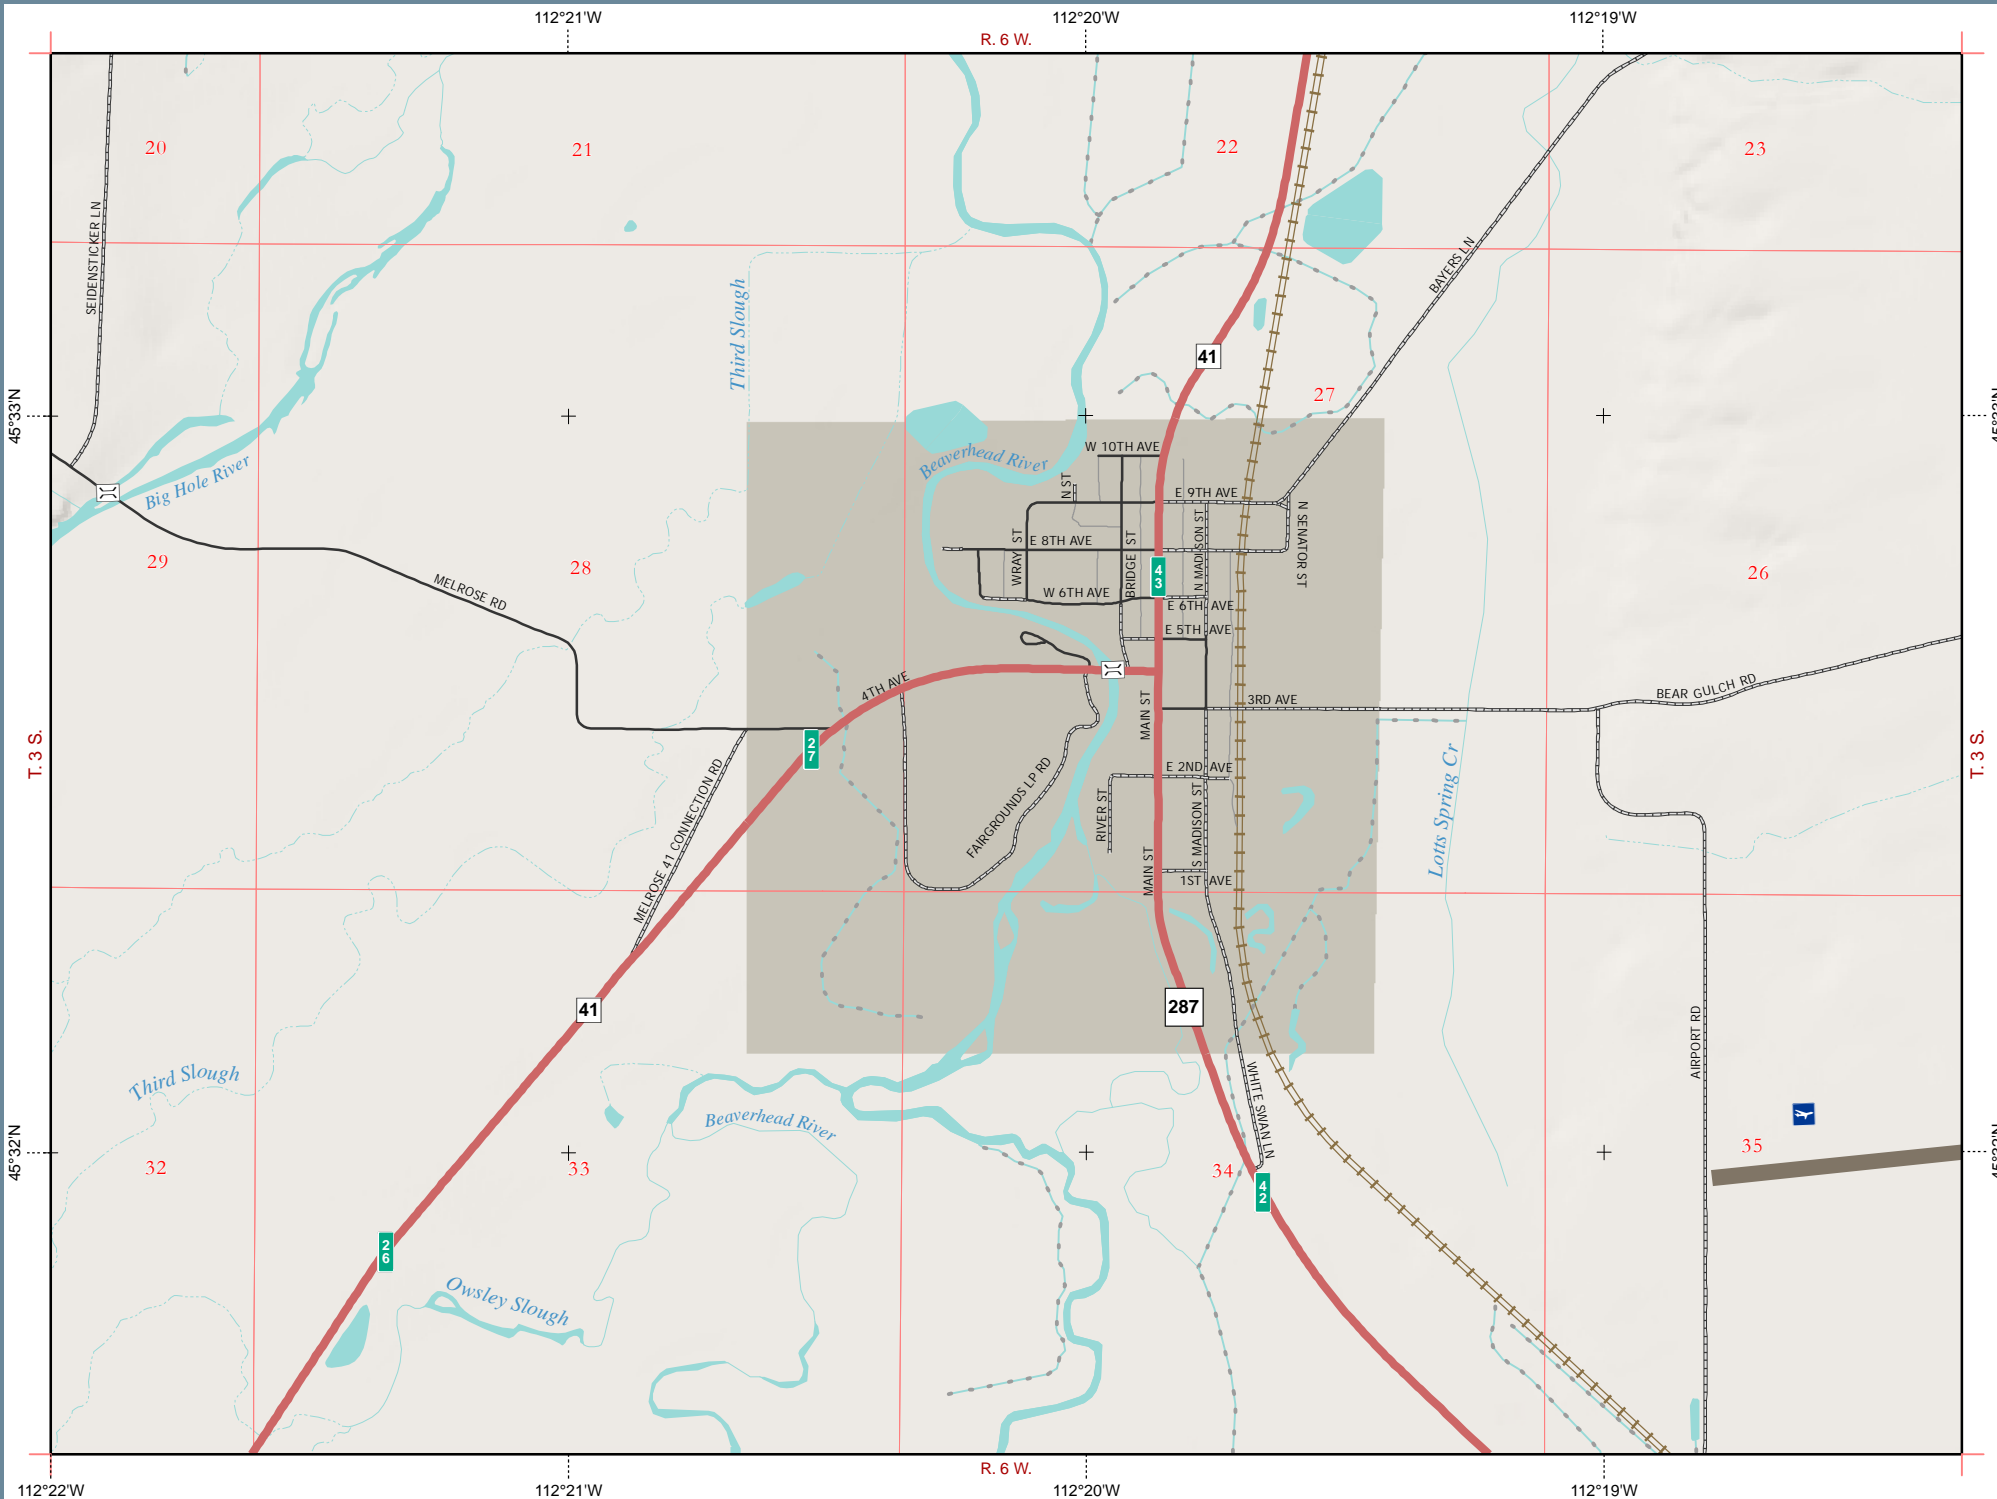 112°21'W
112°20'W
112°19'W
R. 6 W.
20
21
22
23
SEIDENSTICKER LN
Third Slough
BAYERS LN
41
27
45°33'N
W 10TH AVE
Beaverhead River
N ST
E 9TH AVE
Big Hole River
N SENATOR ST
N MADISON ST
WRAY ST
E 8TH AVE
BRIDGE ST
29
28
26
43
MELROSE RD
W 6TH AVE
E 6TH AVE
E 5TH AVE
4TH AVE
BEAR GULCH RD
3RD AVE
MAIN ST
T. 3 S.
T. 3 S.
27
E 2ND AVE
MELROSE 41 CONNECTION RD
FAIRGROUNDS LP RD
RIVER ST
S MADISON ST
Lotts Spring Cr
MAIN ST
1ST AVE
41
287
AIRPORT RD
Third Slough
WHITE SWAN LN
Beaverhead River
45°32'N
32
33
34
35
42
26
Owsley Slough
R. 6 W.
112°22'W
112°21'W
112°20'W
112°19'W